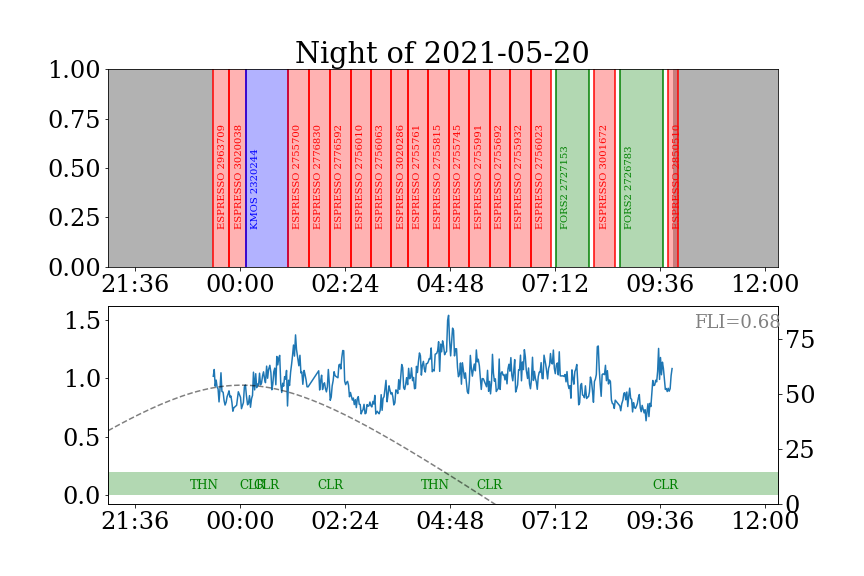 Night of 2021-05-20
1.00
0.75
0.50
0.25
0.00
ESPRESSO 2963709
ESPRESSO 3020038
KMOS 2320244
ESPRESSO 2755700
ESPRESSO 2776830
ESPRESSO 2776592
ESPRESSO 2756010
ESPRESSO 2756063
ESPRESSO 3020286
ESPRESSO 2755761
ESPRESSO 2755815
ESPRESSO 2755745
ESPRESSO 2755991
ESPRESSO 2755692
ESPRESSO 2755932
ESPRESSO 2756023
FORS2 2727153
ESPRESSO 3001672
FORS2 2726783
ESPRESSO 2850510
21:36 00:00 02:24 04:48 07:12 09:36 12:00
FLI=0.68
1.5
1.0
0.5
0.0
75
50
25
0
THN CLR CLR CLR THN CLR CLR
21:36 00:00 02:24 04:48 07:12 09:36 12:00